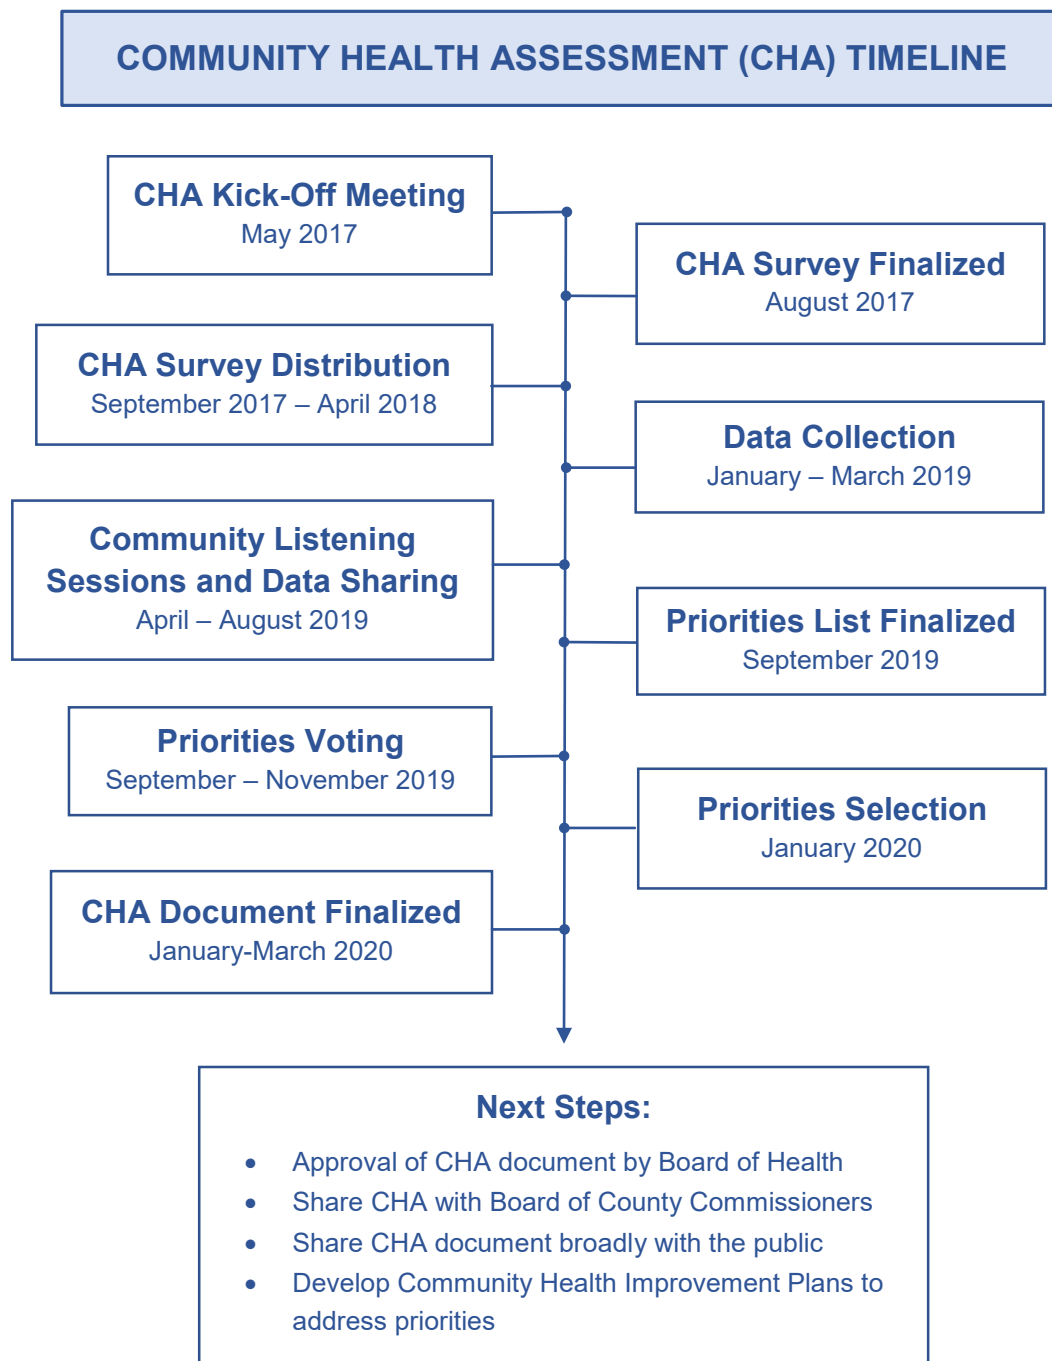 COMMUNITY HEALTH ASSESSMENT (CHA) TIMELINE
CHA Kick-Off Meeting
May 2017
CHA Survey Finalized
August 2017
CHA Survey Distribution
September 2017 – April 2018
Data Collection
January – March 2019
Community Listening
Sessions and Data Sharing
April – August 2019
Priorities List Finalized
September 2019
Priorities Voting
September – November 2019
Priorities Selection
January 2020
CHA Document Finalized
January-March 2020
Next Steps:
• Approval of CHA document by Board of Health
• Share CHA with Board of County Commissioners
• Share CHA document broadly with the public
• Develop Community Health Improvement Plans to
address priorities